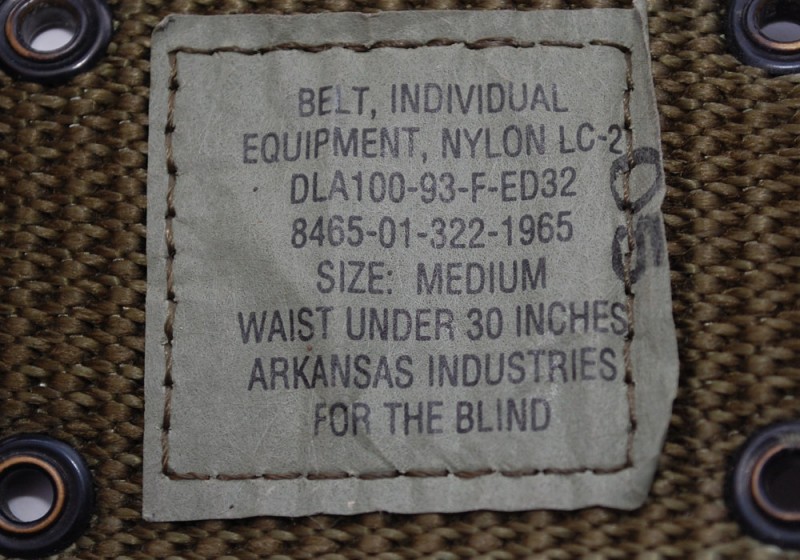 BELT, INDIVIDUAL
EQUIPMENT, NYLON LC-2
DLA100-93-F-ED32
8465-01-322-1965
SIZE: MEDIUM
WAIST UNDER 30 INCHES
ARKANSAS INDUSTRIES
FOR THE BLIND